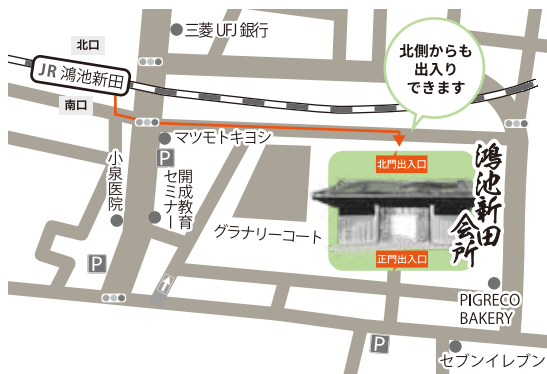 三菱UFJ銀行
北口
JR 鴻池新田
南口
北側からも
出入り
できます
マツモトキヨシ
P
小泉医院
開成教育
セミナー
グラナリーコート
北門出入口
鴻池新田
会所
正門出入口
P
PIGRECO
BAKERY
P
セブンイレブン